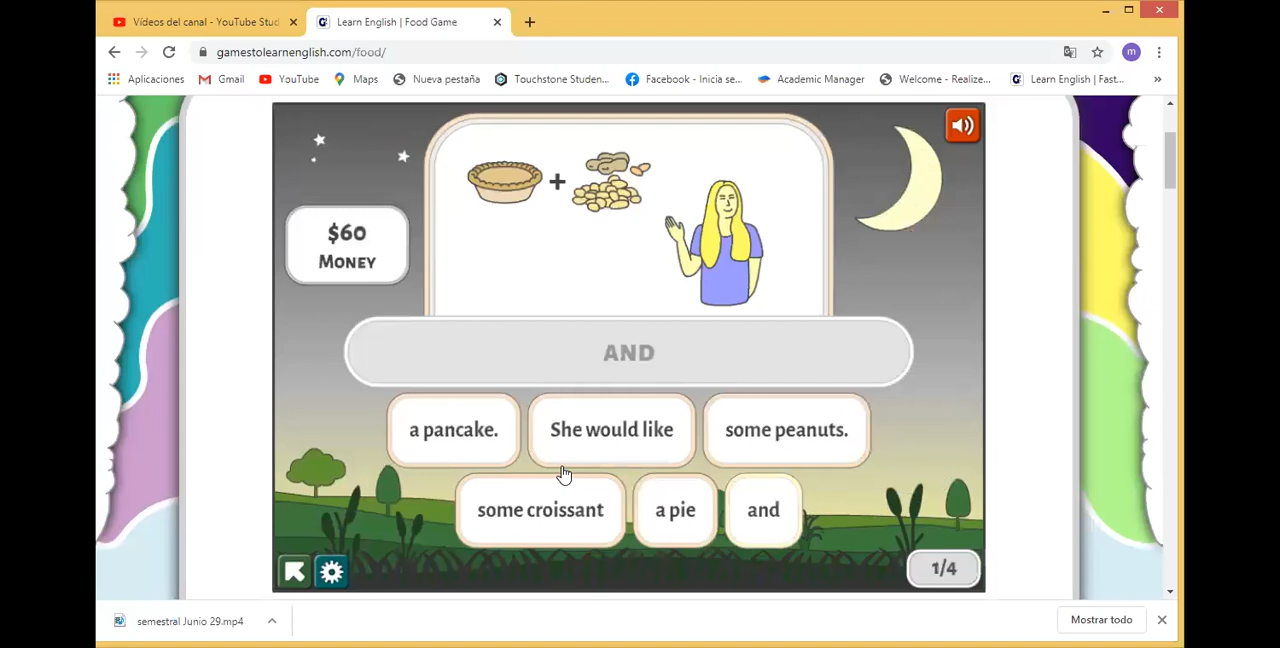 Vídeos del canal - YouTube Stud
Learn English | Food Game
gamestolearnenglish.com/food/
m
Aplicaciones
Gmail
YouTube
Maps
Nueva pestaña
Touchstone Studen...
Facebook - Inicia se...
Academic Manager
Welcome - Realize...
Learn English | Fast...
»
+
$60
MONEY
AND
a pancake.
She would like
some peanuts.
some croissant
a pie
and
1/4
semestral Junio 29.mp4
Mostrar todo